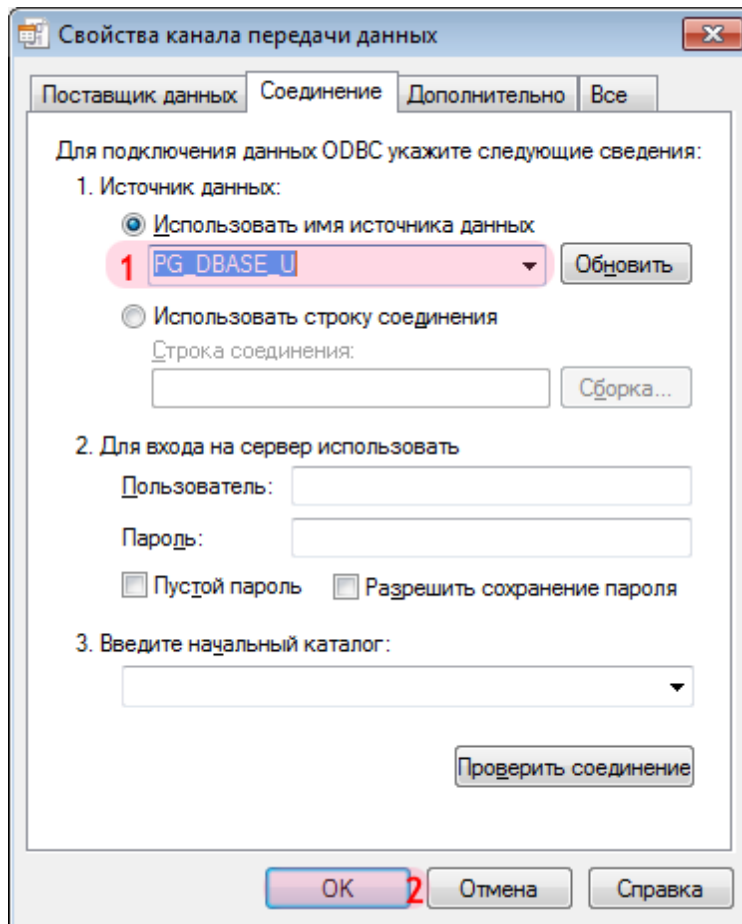 Свойства канала передачи данных
Поставщик данных Соединение Дополнительно Все
Для подключения данных ODBC укажите следующие сведения:
1. Источник данных:
Использовать имя источника данных
1 PG_DBASE_U Обновить
Использовать строку соединения
Строка соединения:
Сборка...
2. Для входа на сервер использовать
Пользователь:
Пароль:
Пустой пароль Разрешить сохранение пароля
3. Введите начальный каталог:
Проверить соединение
OK 2 Отмена Справка